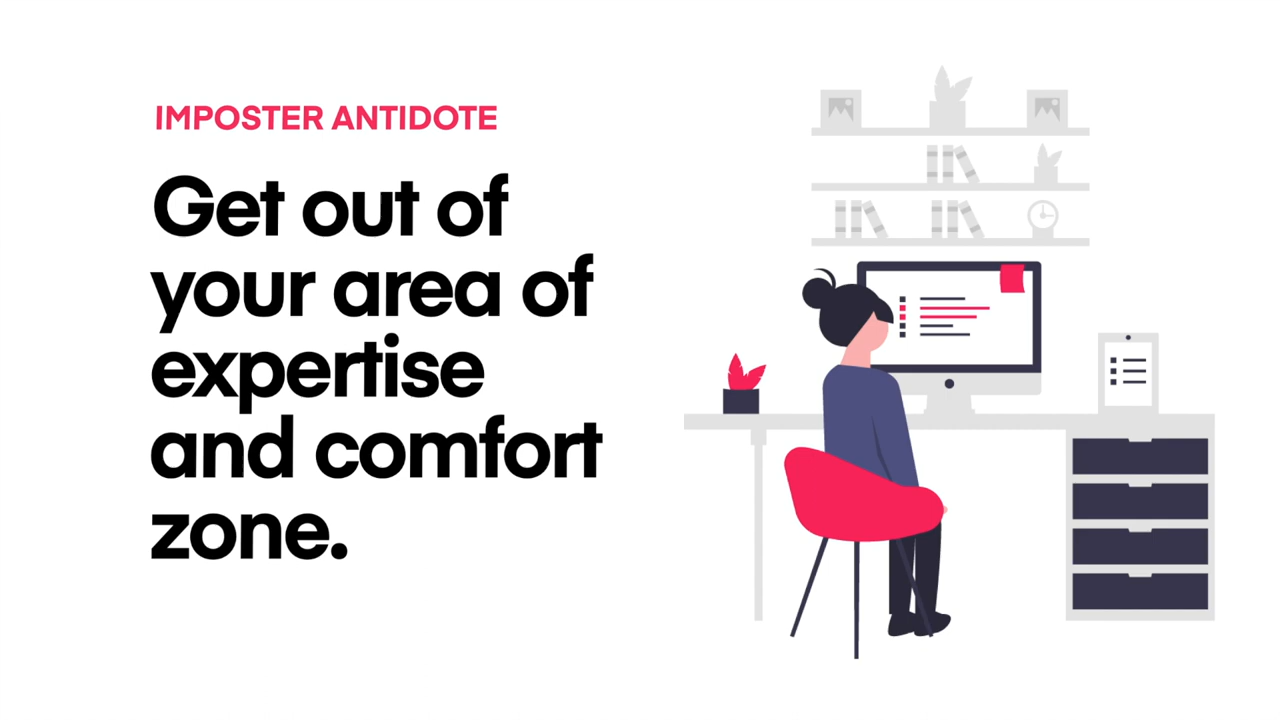 IMPOSTER ANTIDOTE
Get out of
your area of
expertise
and comfort
zone.